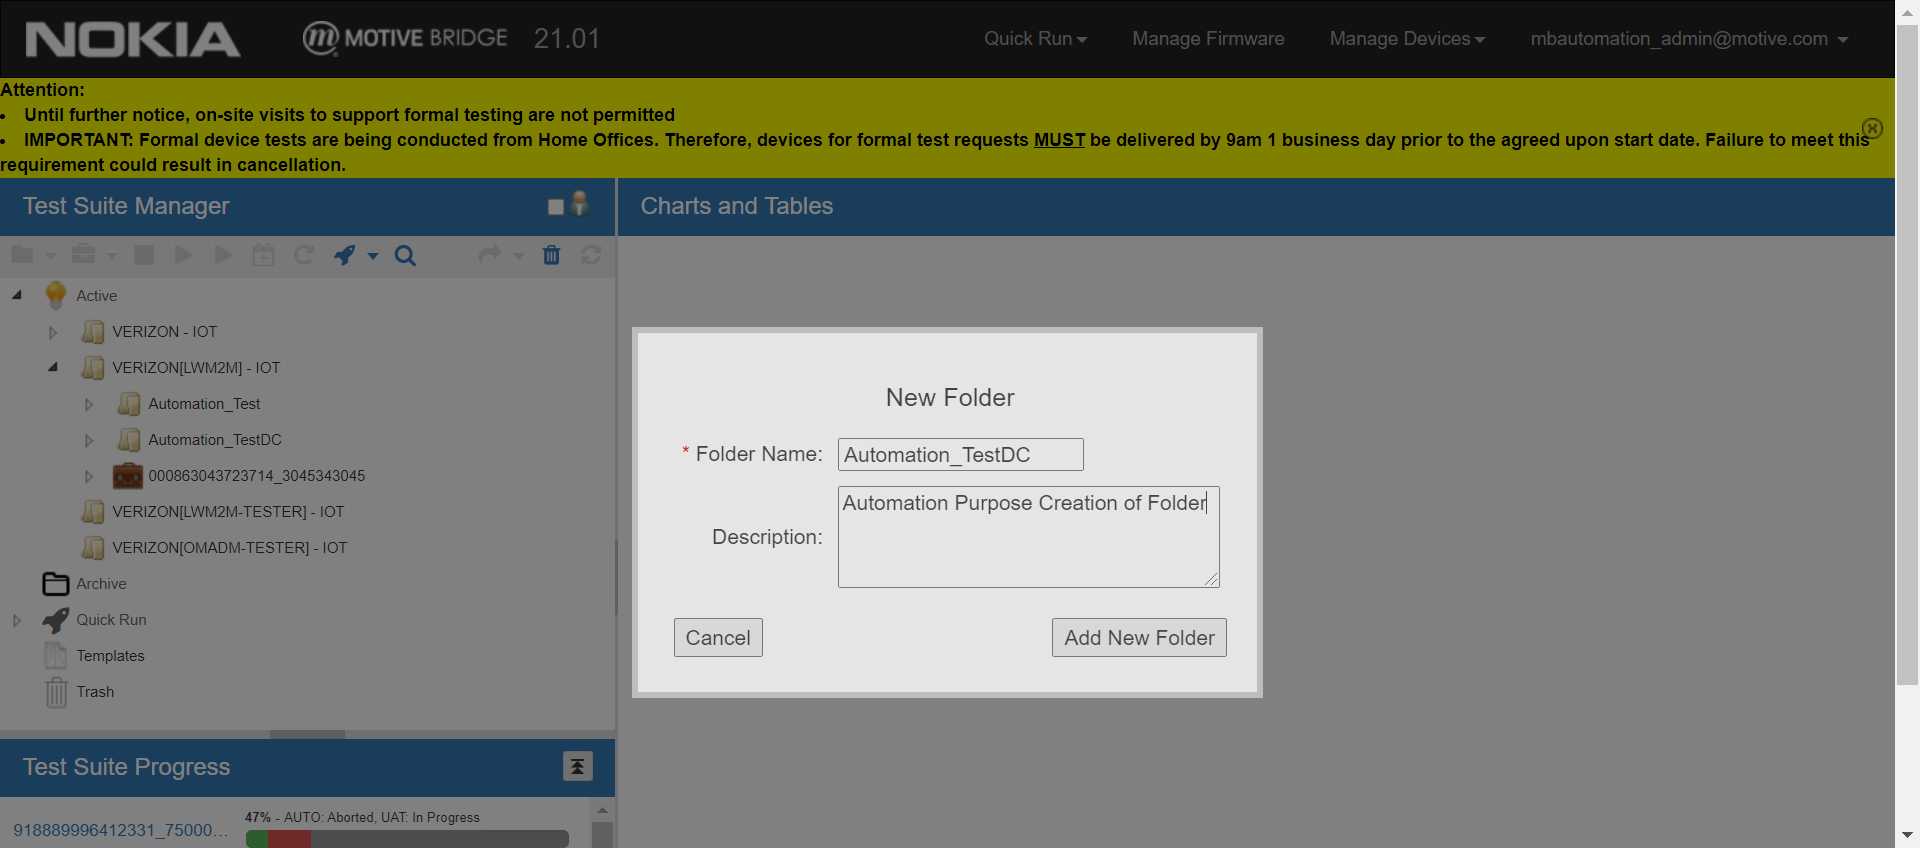 NOKIA
m MOTIVE BRIDGE 21.01
Quick Run
Manage Firmware
Manage Devices
mbautomation_admin@motive.com
Attention:
• Until further notice, on-site visits to support formal testing are not permitted
• IMPORTANT: Formal device tests are being conducted from Home Offices. Therefore, devices for formal test requests MUST be delivered by 9am 1 business day prior to the agreed upon start date. Failure to meet this
requirement could result in cancellation.
Test Suite Manager
Charts and Tables
Active
VERIZON - IOT
VERIZON[LWM2M] - IOT
Automation_Test
Automation_TestDC
000863043723714_3045343045
VERIZON[LWM2M-TESTER] - IOT
VERIZON[OMADM-TESTER] - IOT
Archive
Quick Run
Templates
Trash
New Folder
* Folder Name: Automation_TestDC
Description: Automation Purpose Creation of Folder
Cancel
Add New Folder
Test Suite Progress
918889996412331_75000...
47% - AUTO: Aborted, UAT: In Progress